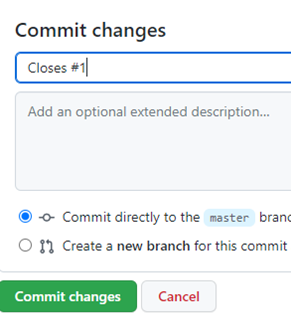 Commit changes
Closes #1
Add an optional extended description...
Commit directly to the master branc
Create a new branch for this commit
Commit changes Cancel